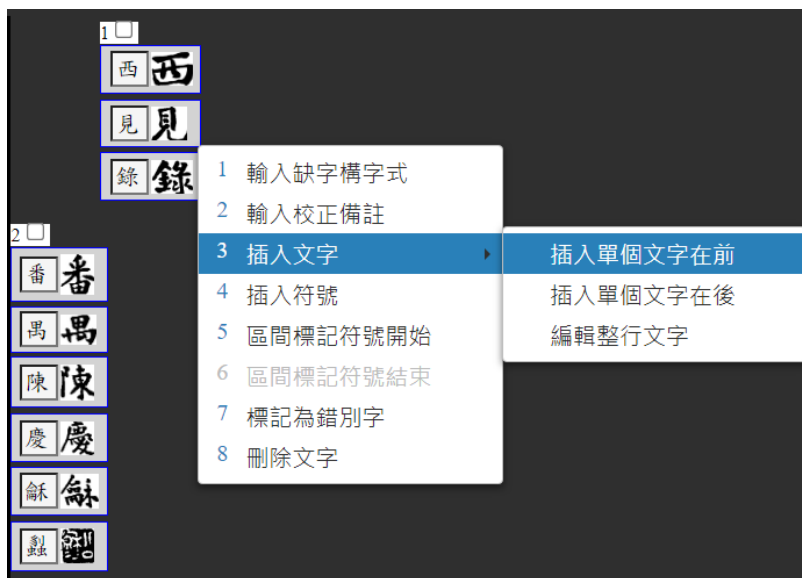 1
西 西
見 見
錄 錄
2
番 番
禺 禺
陳 陳
慶 慶
龢 龢
蠫
1 輸入缺字構字式
2 輸入校正備註
3 插入文字
4 插入符號
5 區間標記符號開始
6 區間標記符號結束
7 標記為錯別字
8 刪除文字
插入單個文字在前
插入單個文字在後
編輯整行文字